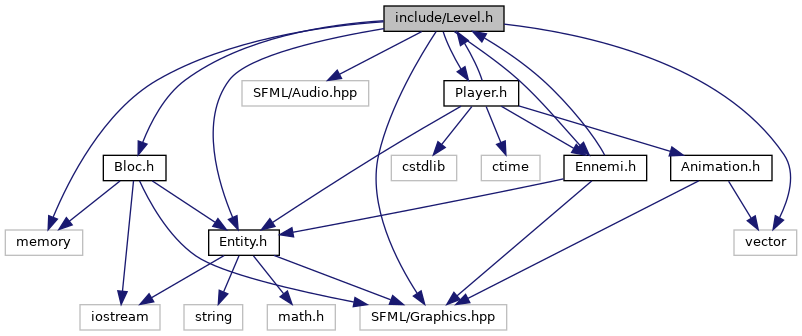 include/Level.h
SFML/Audio.hpp
Player.h
Bloc.h
cstdlib
ctime
Ennemi.h
Animation.h
memory
Entity.h
vector
iostream
string
math.h
SFML/Graphics.hpp